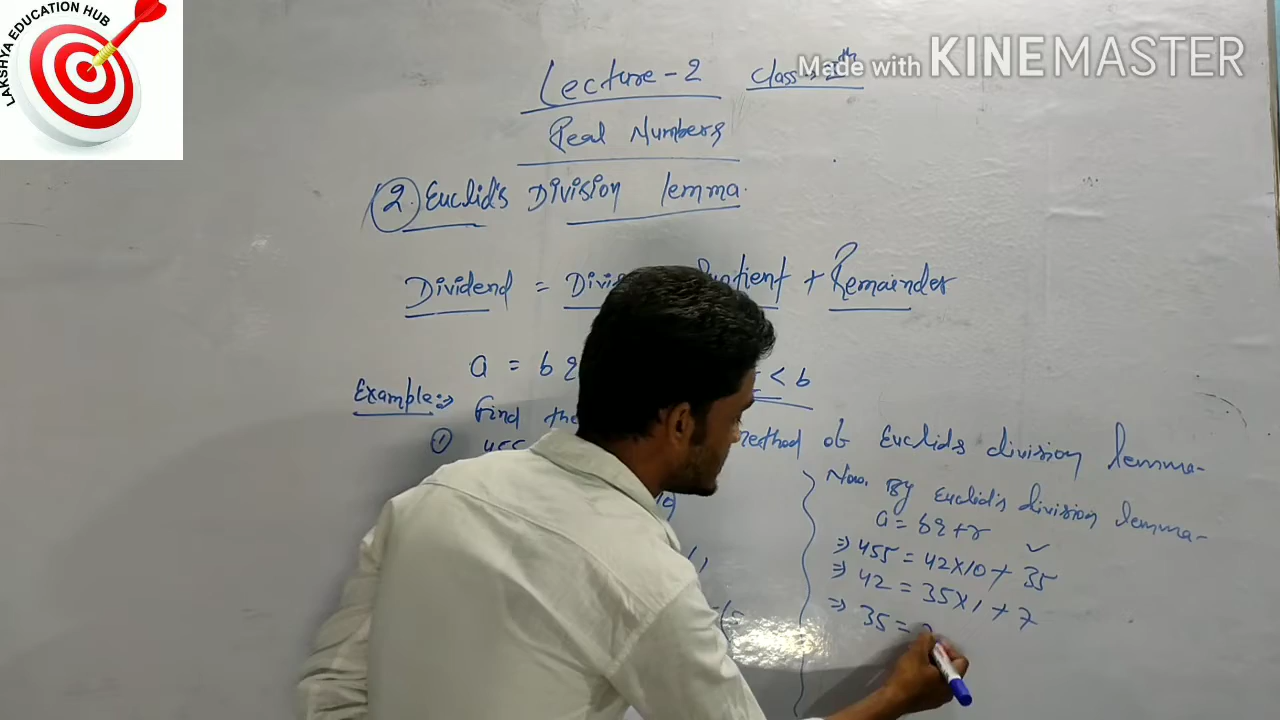 LAKSHYA EDUCATION HUB
Made with KINEMASTER
Lecture-2 Class
Real Numbers
2. Euclid's Division lemma.
Dividend = + Remainder
a = b < b
Example:⇒ Find the method of Euclid's division lemma-
① 455
Now, By Euclid's division lemma-
a = bq+r
⇒ 455 = 42×10 + 35 ✓
⇒ 42 = 35×1 + 7
⇒ 35 =